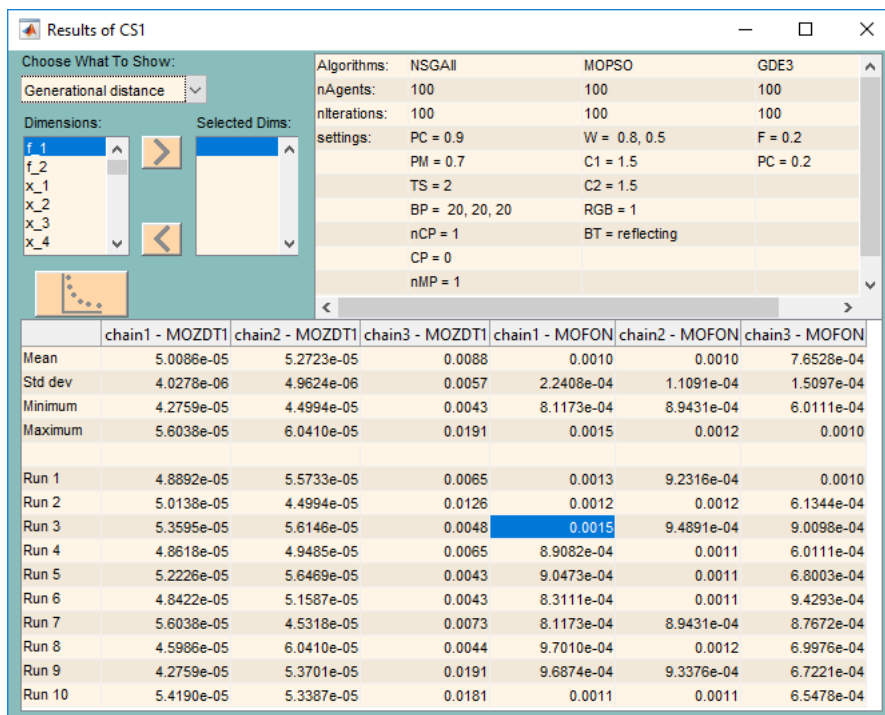 Results of CS1
Choose What To Show:
Generational distance
Dimensions:
Selected Dims:
f_1
f_2
x_1
x_2
x_3
x_4
Algorithms: NSGAII MOPSO GDE3
nAgents: 100 100 100
nIterations: 100 100 100
settings: PC = 0.9 W = 0.8, 0.5 F = 0.2
PM = 0.7 C1 = 1.5 PC = 0.2
TS = 2 C2 = 1.5
BP = 20, 20, 20 RGB = 1
nCP = 1 BT = reflecting
CP = 0
nMP = 1
chain1 - MOZDT1 chain2 - MOZDT1 chain3 - MOZDT1 chain1 - MOFON chain2 - MOFON chain3 - MOFON
Mean 5.0086e-05 5.2723e-05 0.0088 0.0010 0.0010 7.6528e-04
Std dev 4.0278e-06 4.9624e-06 0.0057 2.2408e-04 1.1091e-04 1.5097e-04
Minimum 4.2759e-05 4.4994e-05 0.0043 8.1173e-04 8.9431e-04 6.0111e-04
Maximum 5.6038e-05 6.0410e-05 0.0191 0.0015 0.0012 0.0010
Run 1 4.8892e-05 5.5733e-05 0.0065 0.0013 9.2316e-04 0.0010
Run 2 5.0138e-05 4.4994e-05 0.0126 0.0012 0.0012 6.1344e-04
Run 3 5.3595e-05 5.6146e-05 0.0048 0.0015 9.4891e-04 9.0098e-04
Run 4 4.8618e-05 4.9485e-05 0.0065 8.9082e-04 0.0011 6.0111e-04
Run 5 5.2226e-05 5.6469e-05 0.0043 9.0473e-04 0.0011 6.8003e-04
Run 6 4.8422e-05 5.1587e-05 0.0043 8.3111e-04 0.0011 9.4293e-04
Run 7 5.6038e-05 4.5318e-05 0.0073 8.1173e-04 8.9431e-04 8.7672e-04
Run 8 4.5986e-05 6.0410e-05 0.0044 9.7010e-04 0.0012 6.9976e-04
Run 9 4.2759e-05 5.3701e-05 0.0191 9.6874e-04 9.3376e-04 6.7221e-04
Run 10 5.4190e-05 5.3387e-05 0.0181 0.0011 0.0011 6.5478e-04